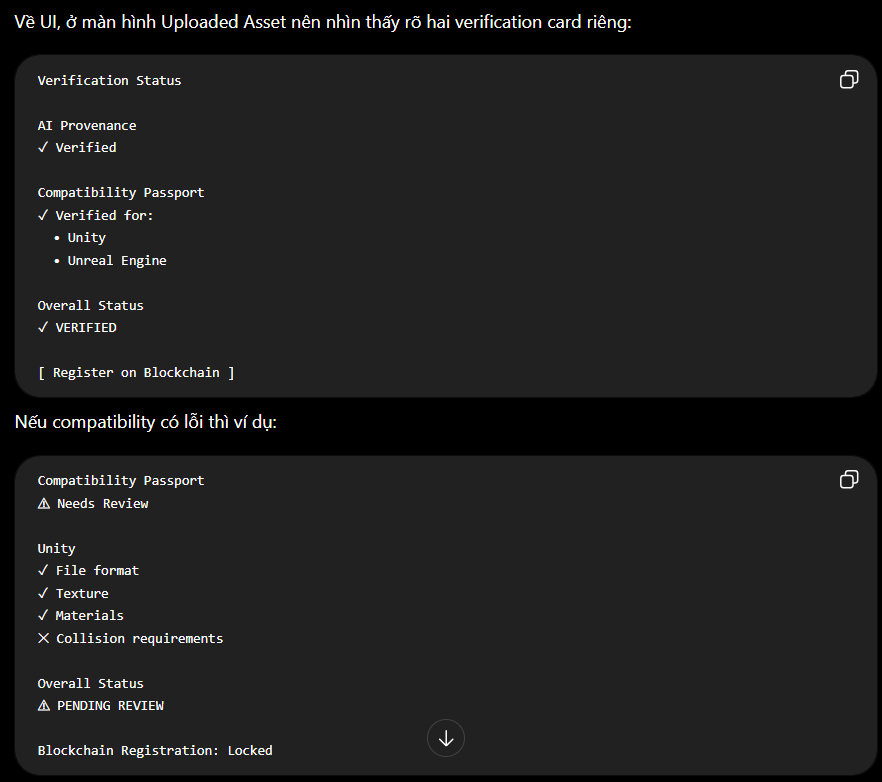 Về UI, ở màn hình Uploaded Asset nên nhìn thấy rõ hai verification card riêng:
Verification Status
AI Provenance
✓ Verified
Compatibility Passport
✓ Verified for:
• Unity
• Unreal Engine
Overall Status
✓ VERIFIED
[ Register on Blockchain ]
Nếu compatibility có lỗi thì ví dụ:
Compatibility Passport
⚠ Needs Review
Unity
✓ File format
✓ Texture
✓ Materials
✕ Collision requirements
Overall Status
⚠ PENDING REVIEW
Blockchain Registration: Locked